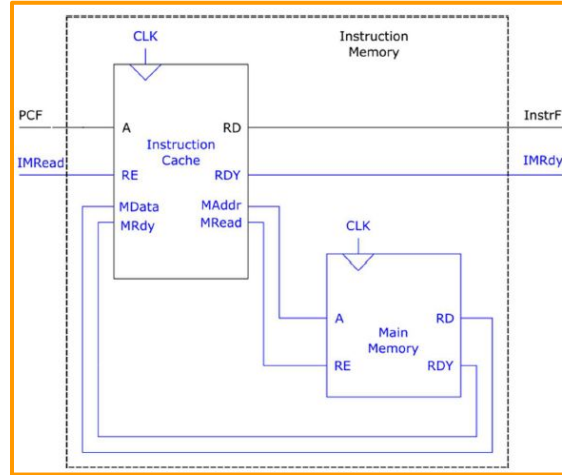 CLK
Instruction
Memory
PCF
A
RD
InstrF
Instruction
Cache
IMRead
RE
RDY
IMRdy
MData
MAddr
MRdy
MRead
CLK
A
RD
Main
Memory
RE
RDY